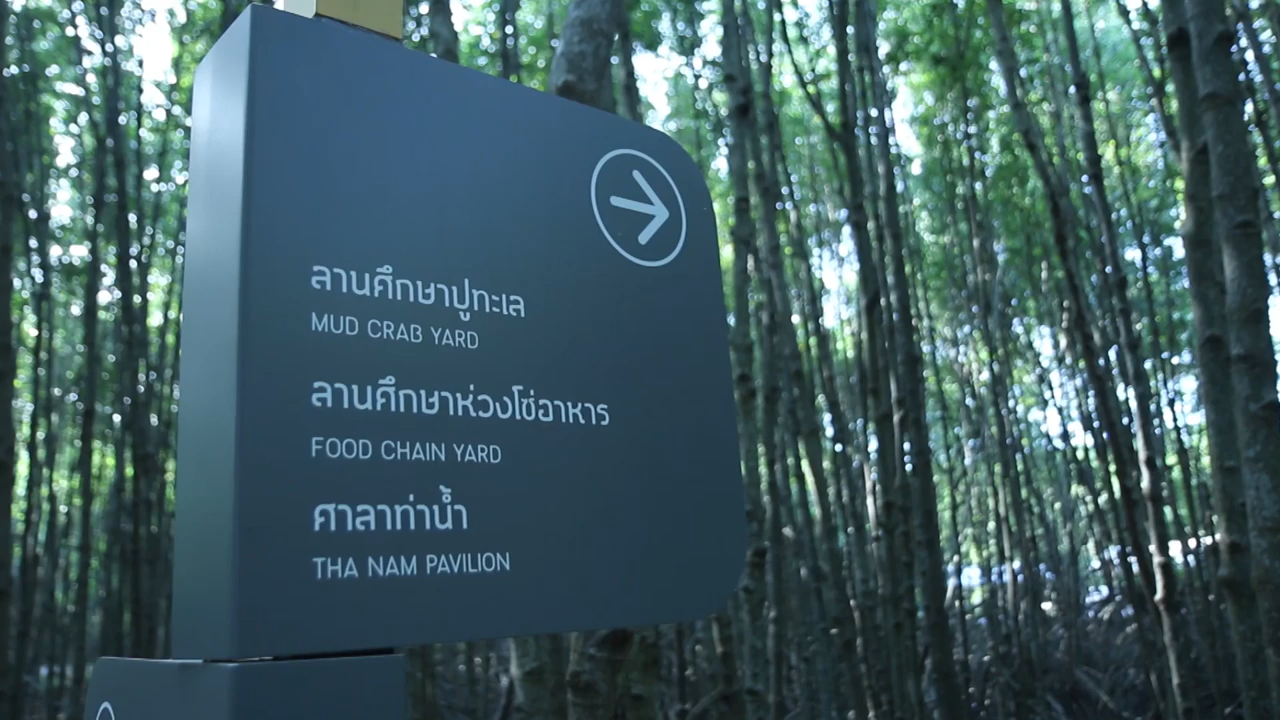 ลานศึกษาปูทะเล
MUD CRAB YARD
ลานศึกษาห่วงโซ่อาหาร
FOOD CHAIN YARD
ศาลาท่าน้ำ
THA NAM PAVILION